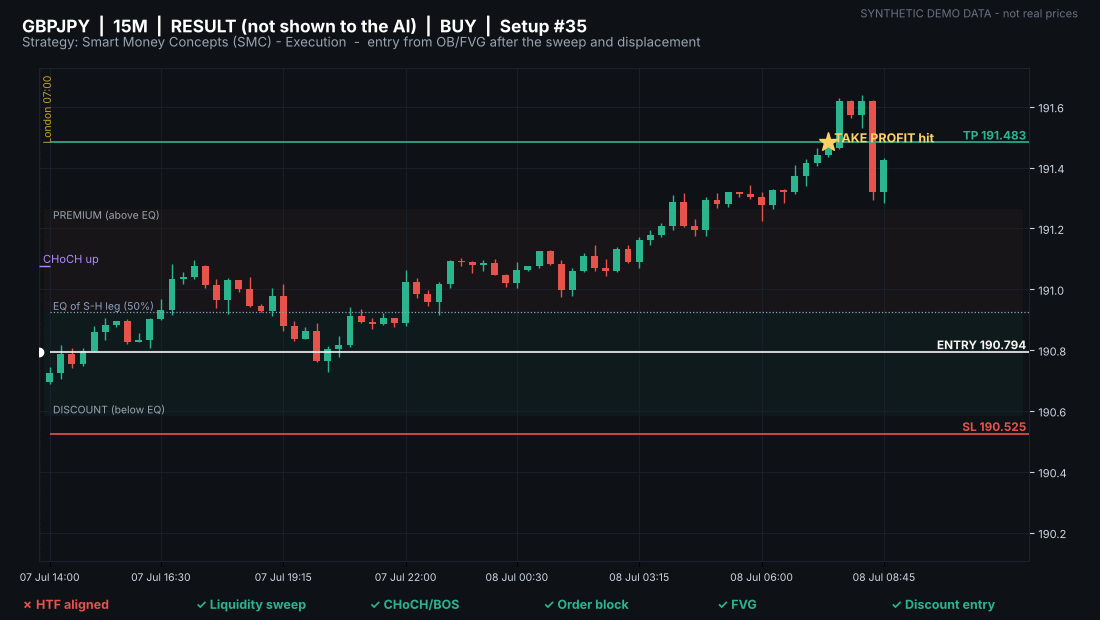 SYNTHETIC DEMO DATA - not real prices
GBPJPY | 15M | RESULT (not shown to the AI) | BUY | Setup #35
Strategy: Smart Money Concepts (SMC) - Execution - entry from OB/FVG after the sweep and displacement
London 07:00
191.6
TAKE PROFIT hit
TP 191.483
191.4
PREMIUM (above EQ)
191.2
CHoCH up
191.0
EQ of S-H leg (50%)
ENTRY 190.794
190.8
DISCOUNT (below EQ)
190.6
SL 190.525
190.4
190.2
07 Jul 14:00 07 Jul 16:30 07 Jul 19:15 07 Jul 22:00 08 Jul 00:30 08 Jul 03:15 08 Jul 06:00 08 Jul 08:45
× HTF aligned ✓ Liquidity sweep ✓ CHoCH/BOS ✓ Order block ✓ FVG ✓ Discount entry